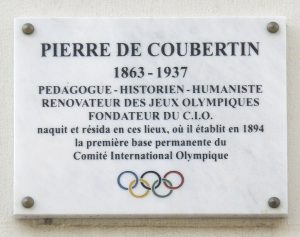 PIERRE DE COUBERTIN
1863 - 1937
PEDAGOGUE - HISTORIEN - HUMANISTE
RENOVATEUR DES JEUX OLYMPIQUES
FONDATEUR DU C.I.O.
naquit et résida en ces lieux, où il établit en 1894
la première base permanente du
Comité International Olympique